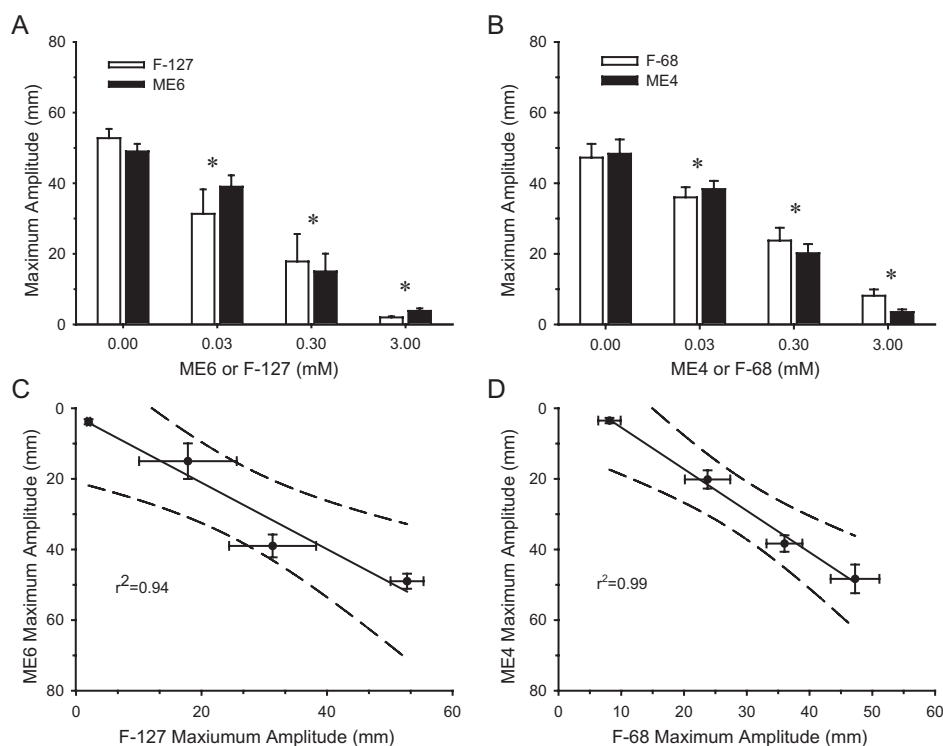 A
B
80
60
40
20
0
Maximum Amplitude (mm)
F-127
ME6
*
*
*
0.00
0.03
0.30
3.00
ME6 or F-127 (mM)
80
60
40
20
0
Maximum Amplitude (mm)
F-68
ME4
*
*
*
0.00
0.03
0.30
3.00
ME4 or F-68 (mM)
C
D
0
20
40
60
80
ME6 Maximum Amplitude (mm)
r²=0.94
0
20
40
60
F-127 Maxiumum Amplitude (mm)
0
20
40
60
80
ME4 Maximum Amplitude (mm)
r²=0.99
0
10
20
30
40
50
60
F-68 Maximum Amplitude (mm)